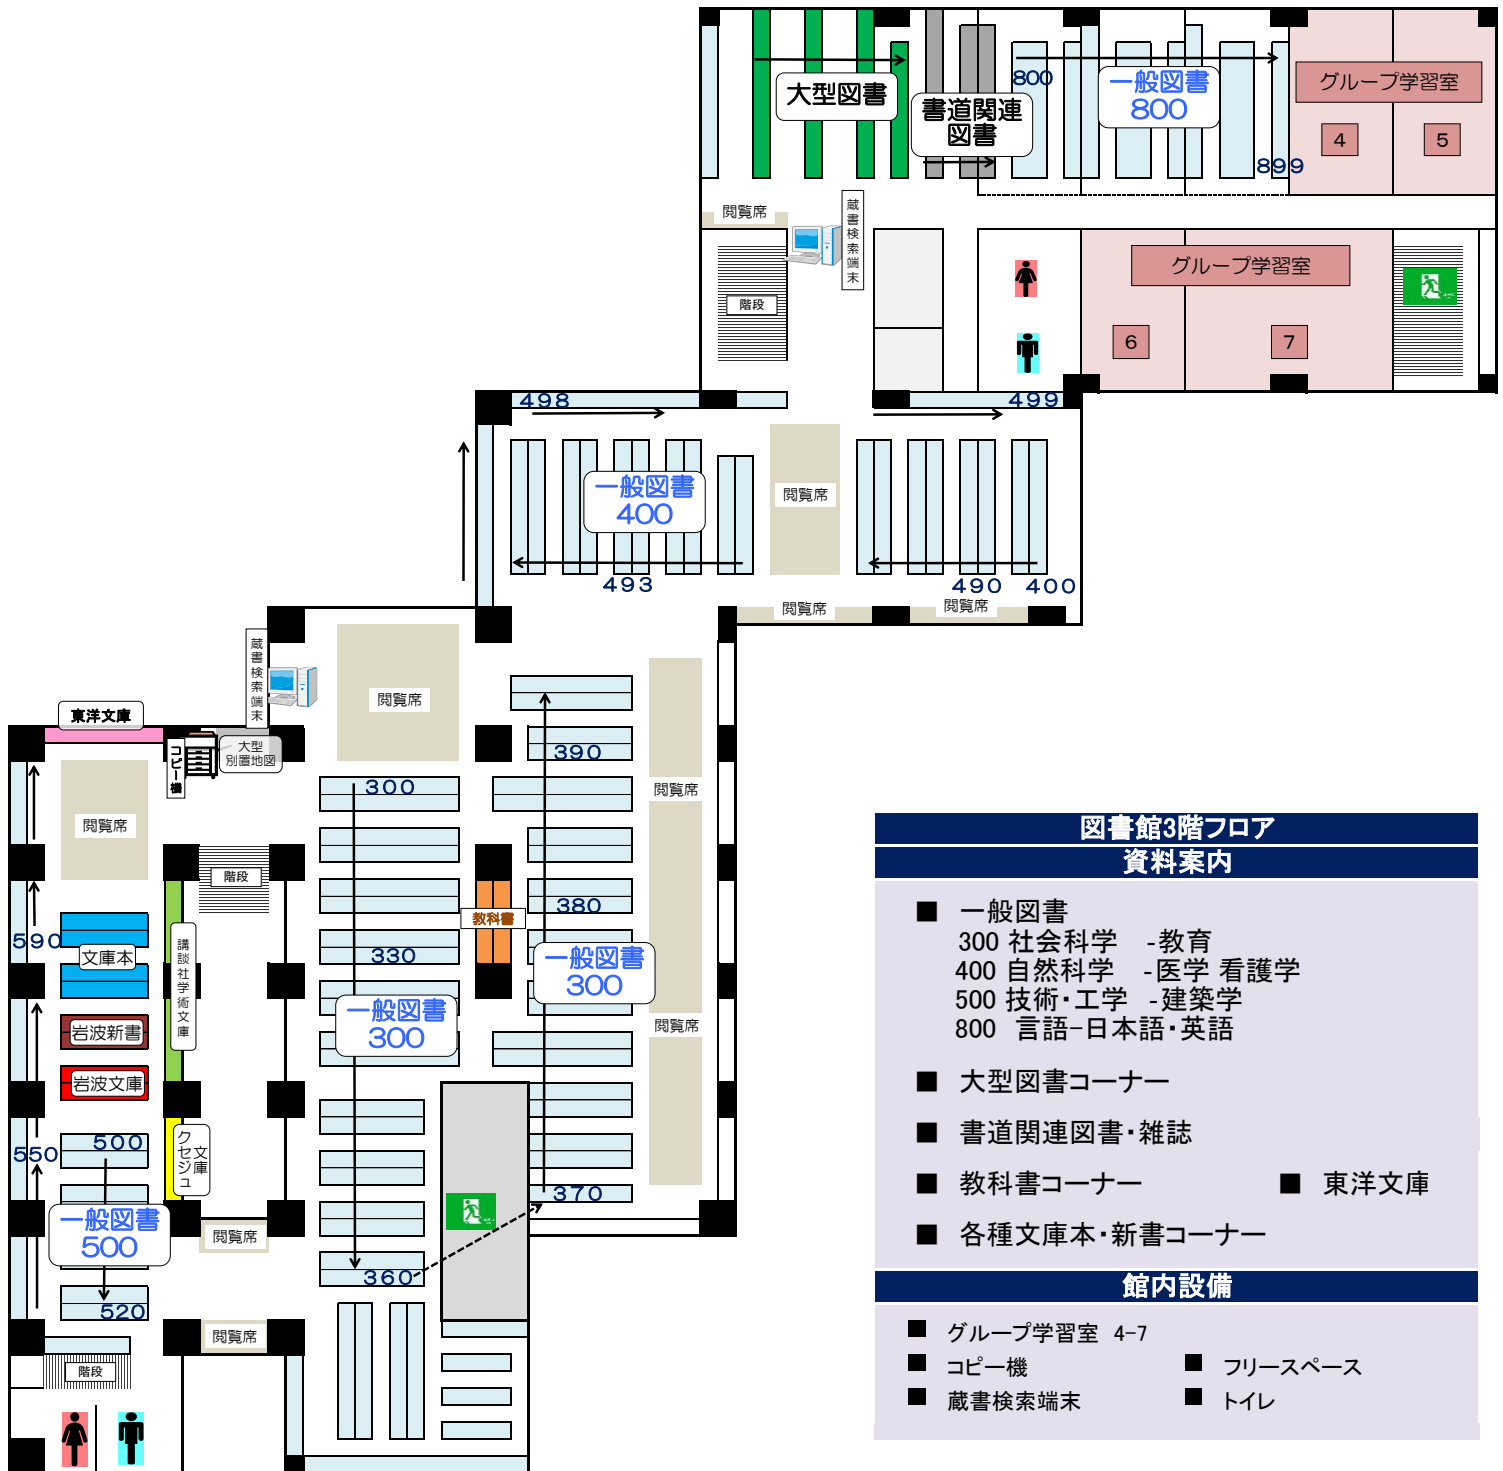 大型図書
書道関連
図書
800
一般図書
800
899
グループ学習室
4
5
閲覧席
蔵書検索端末
階段
グループ学習室
6
7
498
499
一般図書
400
閲覧席
493
490
400
閲覧席
閲覧席
蔵書検索端末
閲覧席
東洋文庫
コピー機
大型
別置地図
閲覧席
390
300
閲覧席
階段
380
教科書
590
文庫本
講談社学術文庫
330
一般図書
300
一般図書
300
閲覧席
岩波新書
岩波文庫
550
500
文庫
クセジュ
370
一般図書
500
閲覧席
360
520
閲覧席
階段
図書館3階フロア
資料案内
■ 一般図書
300 社会科学 -教育
400 自然科学 -医学 看護学
500 技術・工学 -建築学
800 言語-日本語・英語
■ 大型図書コーナー
■ 書道関連図書・雑誌
■ 教科書コーナー ■ 東洋文庫
■ 各種文庫本・新書コーナー
館内設備
■ グループ学習室 4-7
■ コピー機 ■ フリースペース
■ 蔵書検索端末 ■ トイレ